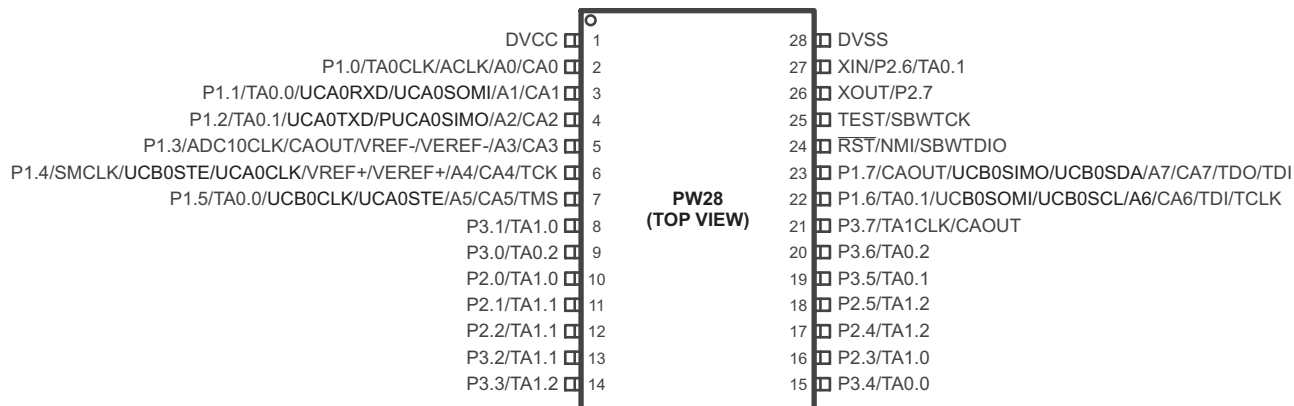 DVCC 1 28 DVSS
P1.0/TA0CLK/ACLK/A0/CA0 2 27 XIN/P2.6/TA0.1
P1.1/TA0.0/UCA0RXD/UCA0SOMI/A1/CA1 3 26 XOUT/P2.7
P1.2/TA0.1/UCA0TXD/PUCA0SIMO/A2/CA2 4 25 TEST/SBWTCK
P1.3/ADC10CLK/CAOUT/VREF-/VEREF-/A3/CA3 5 24 RST/NMI/SBWTDIO
P1.4/SMCLK/UCB0STE/UCA0CLK/VREF+/VEREF+/A4/CA4/TCK 6 23 P1.7/CAOUT/UCB0SIMO/UCB0SDA/A7/CA7/TDO/TDI
P1.5/TA0.0/UCB0CLK/UCA0STE/A5/CA5/TMS 7 PW28 22 P1.6/TA0.1/UCB0SOMI/UCB0SCL/A6/CA6/TDI/TCLK
P3.1/TA1.0 8 (TOP VIEW) 21 P3.7/TA1CLK/CAOUT
P3.0/TA0.2 9 20 P3.6/TA0.2
P2.0/TA1.0 10 19 P3.5/TA0.1
P2.1/TA1.1 11 18 P2.5/TA1.2
P2.2/TA1.1 12 17 P2.4/TA1.2
P3.2/TA1.1 13 16 P2.3/TA1.0
P3.3/TA1.2 14 15 P3.4/TA0.0